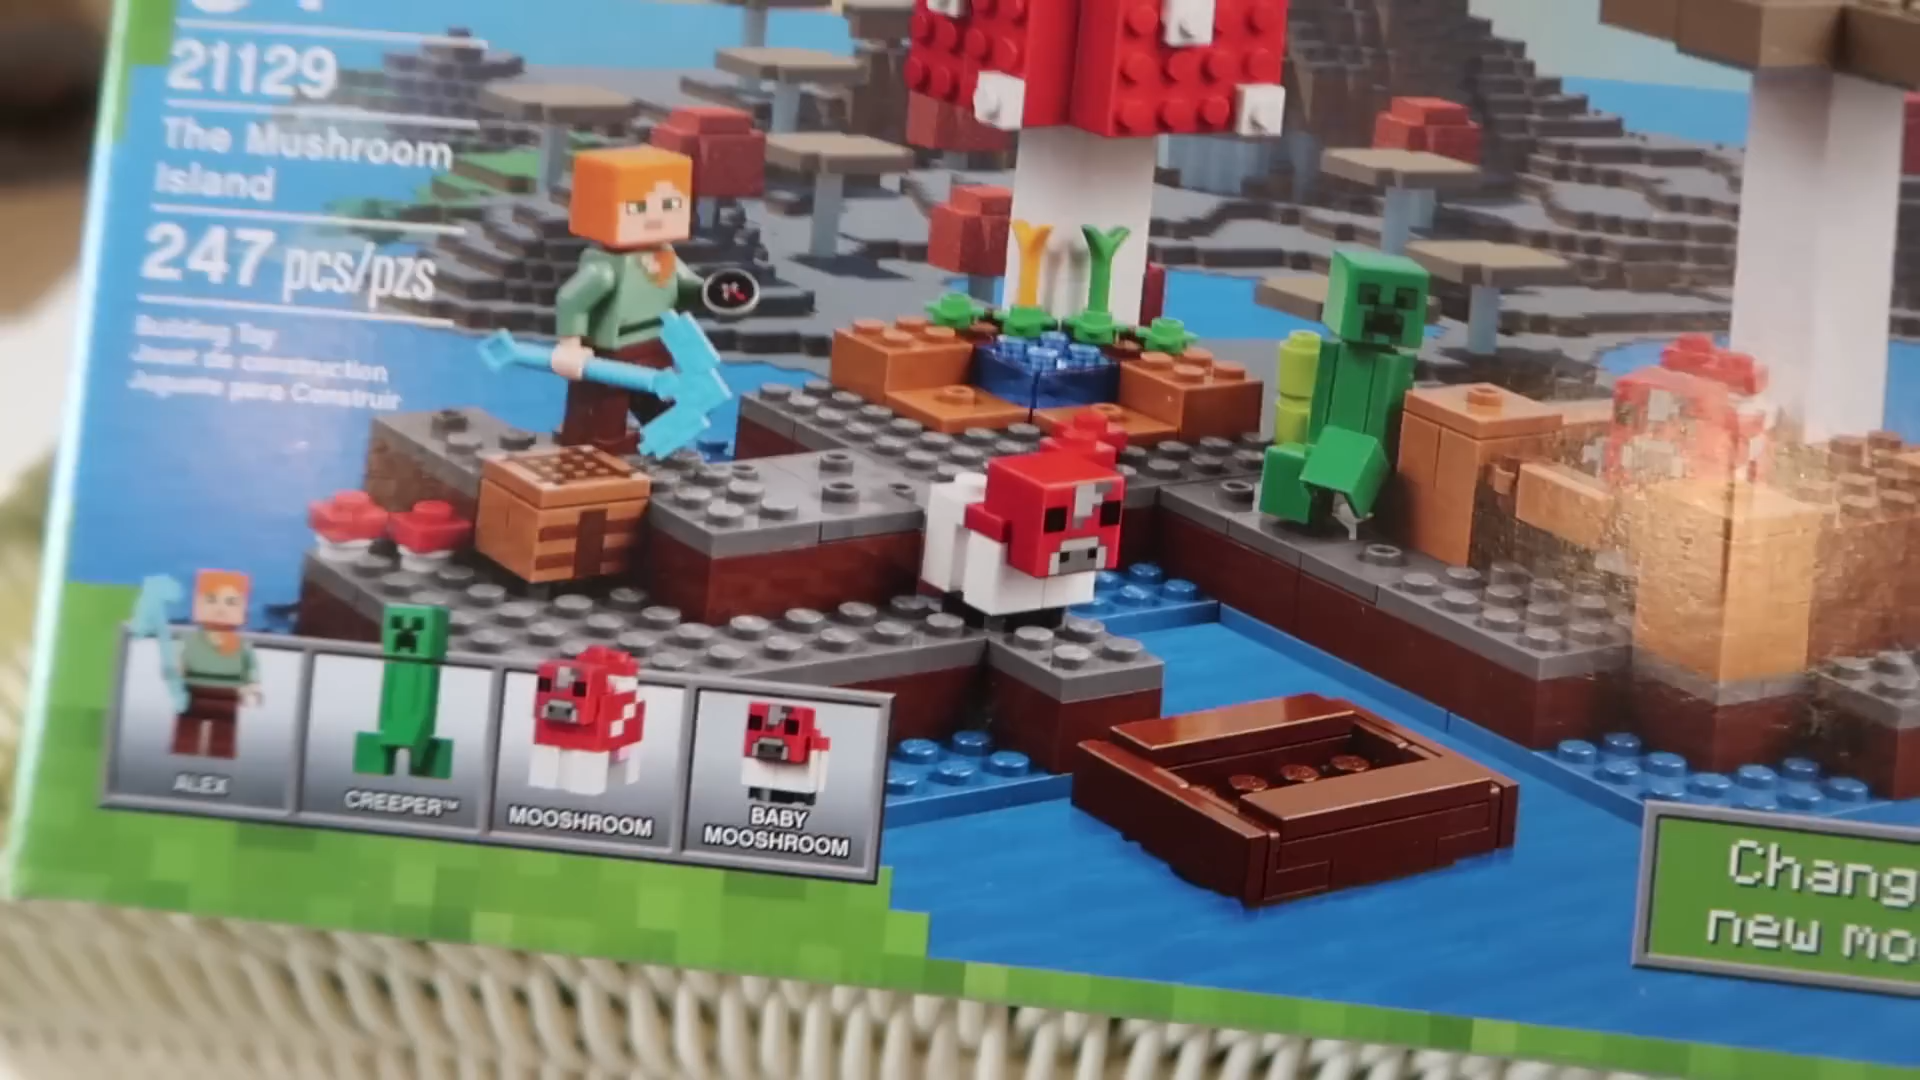 21129
The Mushroom
Island
247 pcs/pzs
Building Toy
Jouet de construction
Juguete para Construir
ALEX
CREEPER™
MOOSHROOM
BABY
MOOSHROOM
Chang
new mo